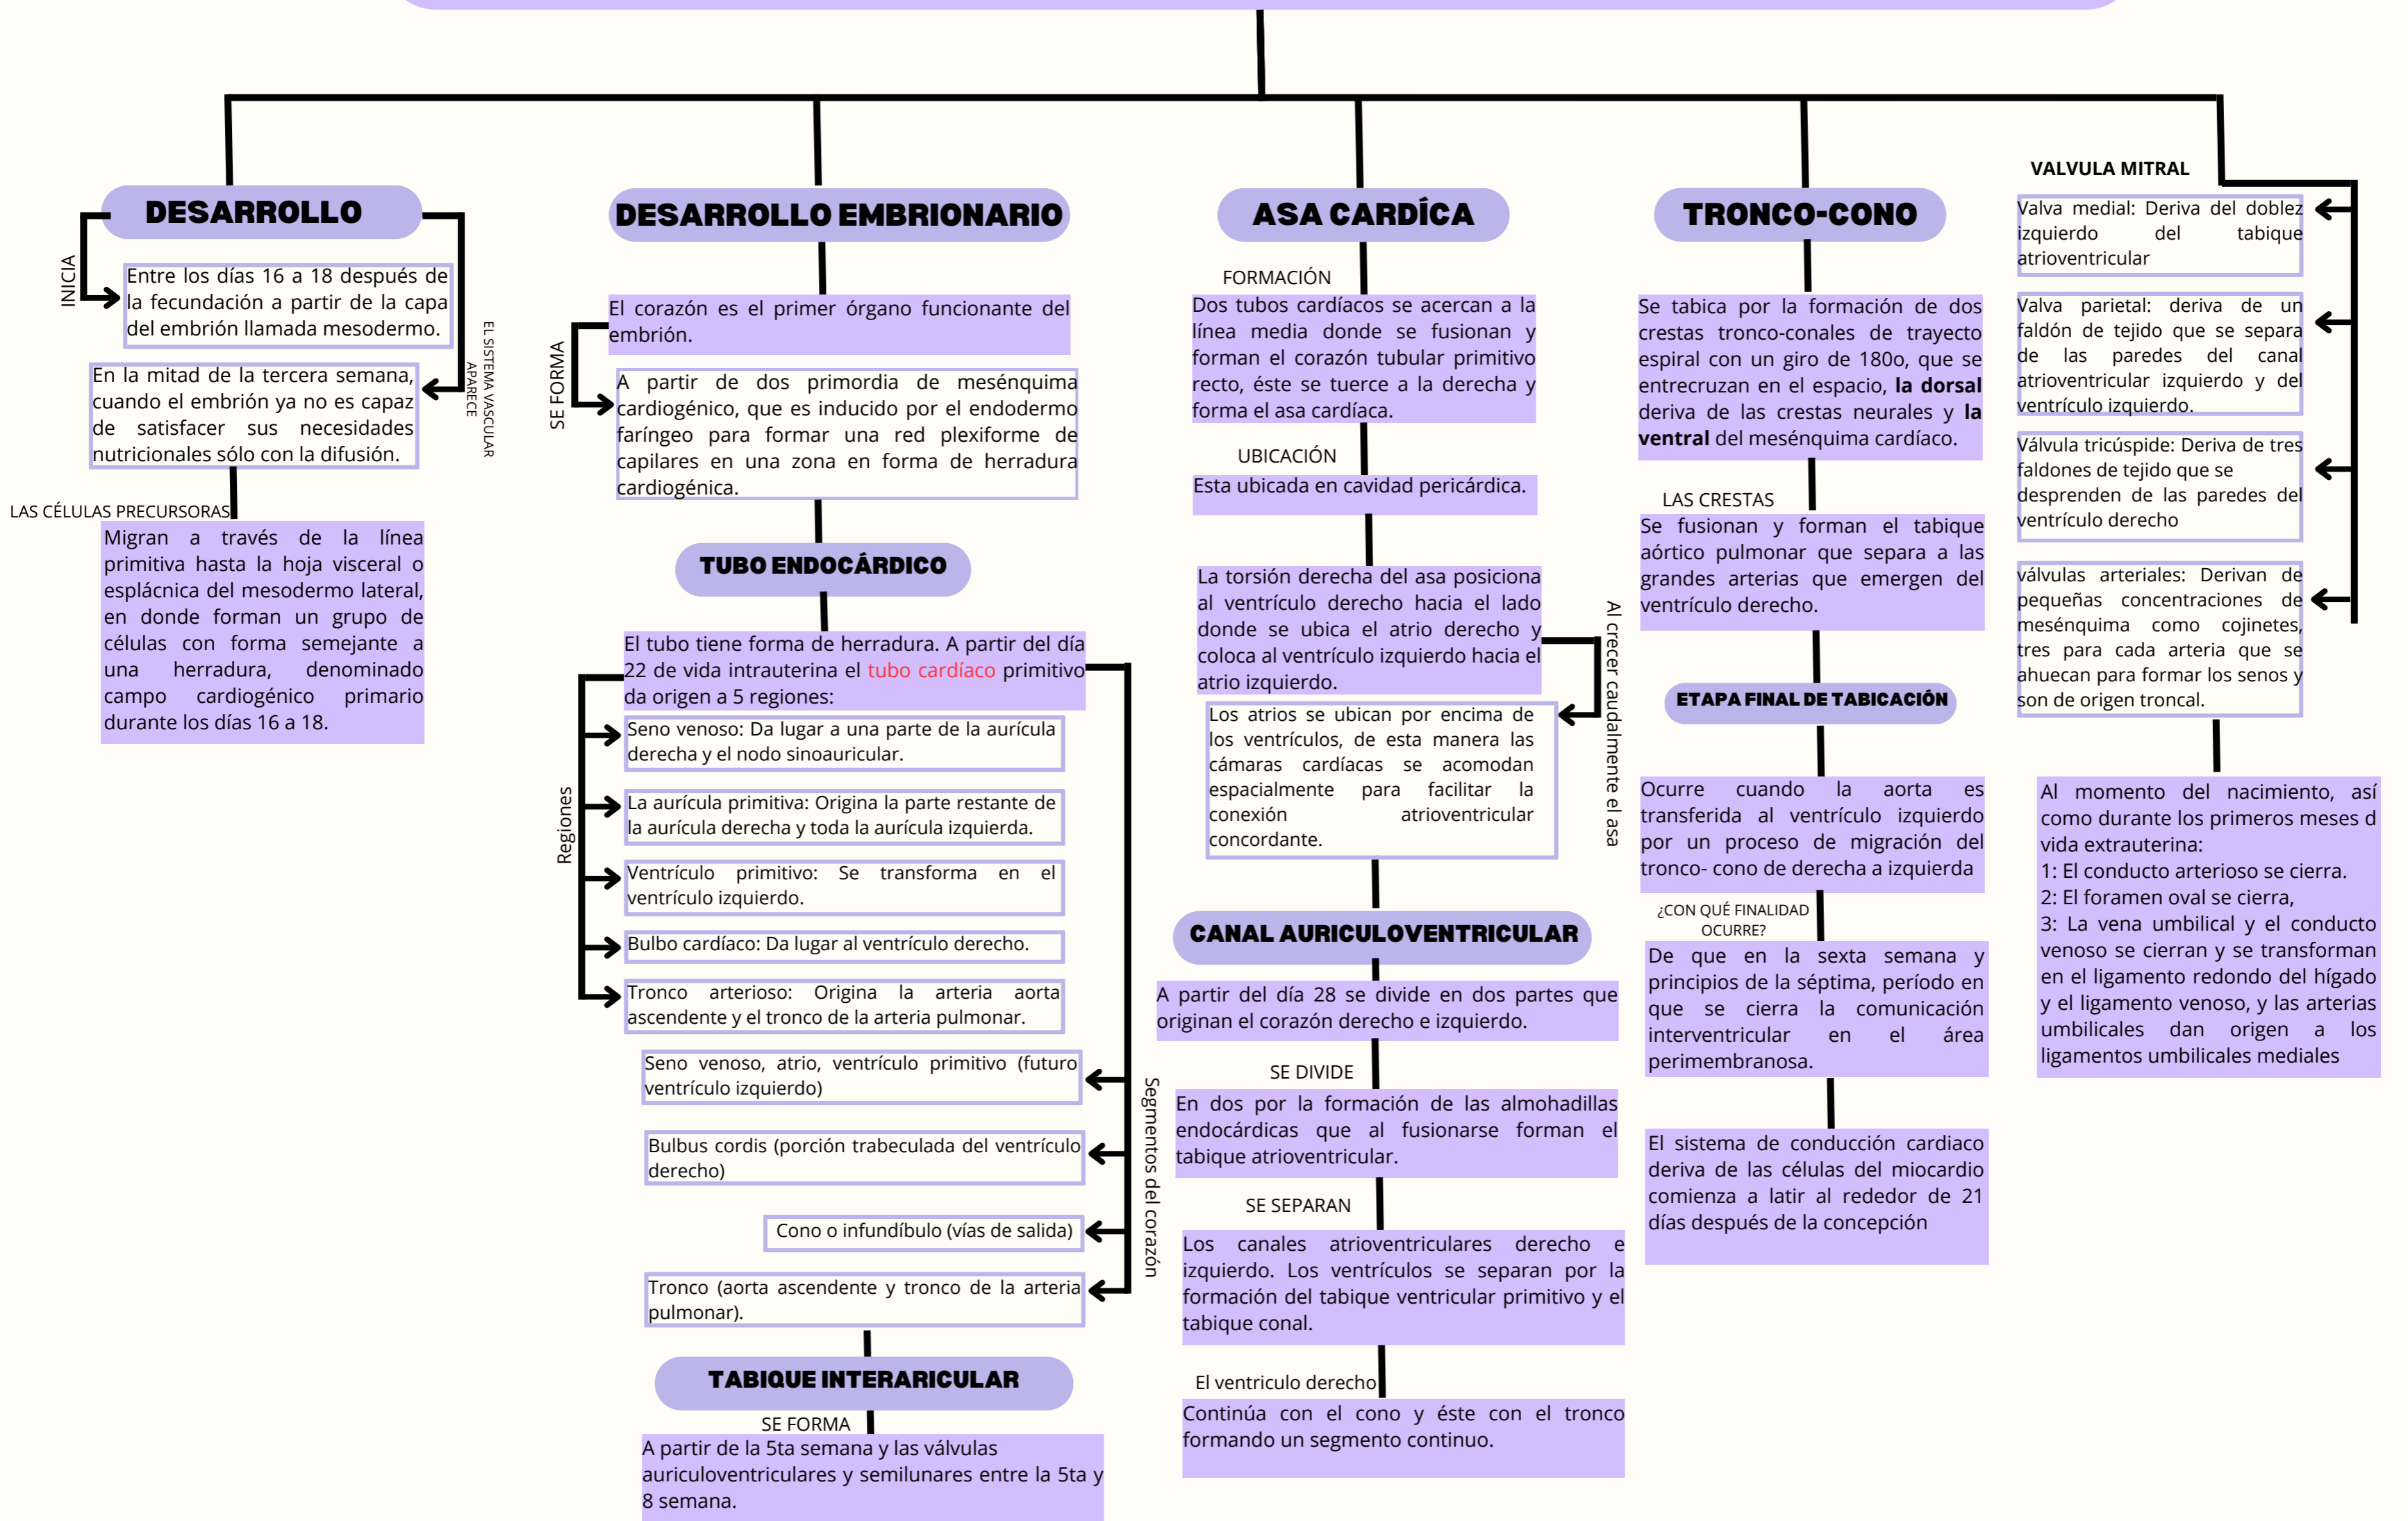 DESARROLLO
INICIA
Entre los días 16 a 18 después de
la fecundación a partir de la capa
del embrión llamada mesodermo.
EL SISTEMA VASCULAR
APARECE
En la mitad de la tercera semana,
cuando el embrión ya no es capaz
de satisfacer sus necesidades
nutricionales sólo con la difusión.
LAS CÉLULAS PRECURSORAS
Migran a través de la línea
primitiva hasta la hoja visceral o
esplácnica del mesodermo lateral,
en donde forman un grupo de
células con forma semejante a
una herradura, denominado
campo cardiogénico primario
durante los días 16 a 18.
DESARROLLO EMBRIONARIO
El corazón es el primer órgano funcionante del
embrión.
SE FORMA
A partir de dos primordia de mesénquima
cardiogénico, que es inducido por el endodermo
faríngeo para formar una red plexiforme de
capilares en una zona en forma de herradura
cardiogénica.
TUBO ENDOCÁRDICO
El tubo tiene forma de herradura. A partir del día
22 de vida intrauterina el tubo cardíaco primitivo
da origen a 5 regiones:
Regiones
Seno venoso: Da lugar a una parte de la aurícula
derecha y el nodo sinoauricular.
La aurícula primitiva: Origina la parte restante de
la aurícula derecha y toda la aurícula izquierda.
Ventrículo primitivo: Se transforma en el
ventrículo izquierdo.
Bulbo cardíaco: Da lugar al ventrículo derecho.
Tronco arterioso: Origina la arteria aorta
ascendente y el tronco de la arteria pulmonar.
Segmentos del corazón
Seno venoso, atrio, ventrículo primitivo (futuro
ventrículo izquierdo)
Bulbus cordis (porción trabeculada del ventrículo
derecho)
Cono o infundíbulo (vías de salida)
Tronco (aorta ascendente y tronco de la arteria
pulmonar).
TABIQUE INTERARICULAR
SE FORMA
A partir de la 5ta semana y las válvulas
auriculoventriculares y semilunares entre la 5ta y
8 semana.
ASA CARDÍCA
FORMACIÓN
Dos tubos cardíacos se acercan a la
línea media donde se fusionan y
forman el corazón tubular primitivo
recto, éste se tuerce a la derecha y
forma el asa cardíaca.
UBICACIÓN
Esta ubicada en cavidad pericárdica.
La torsión derecha del asa posiciona
al ventrículo derecho hacia el lado
donde se ubica el atrio derecho y
coloca al ventrículo izquierdo hacia el
atrio izquierdo.
Al crecer caudalmente el asa
Los atrios se ubican por encima de
los ventrículos, de esta manera las
cámaras cardíacas se acomodan
espacialmente para facilitar la
conexión atrioventricular
concordante.
CANAL AURICULOVENTRICULAR
A partir del día 28 se divide en dos partes que
originan el corazón derecho e izquierdo.
SE DIVIDE
En dos por la formación de las almohadillas
endocárdicas que al fusionarse forman el
tabique atrioventricular.
SE SEPARAN
Los canales atrioventriculares derecho e
izquierdo. Los ventrículos se separan por la
formación del tabique ventricular primitivo y el
tabique conal.
El ventriculo derecho
Continúa con el cono y éste con el tronco
formando un segmento continuo.
TRONCO-CONO
Se tabica por la formación de dos
crestas tronco-conales de trayecto
espiral con un giro de 180o, que se
entrecruzan en el espacio, la dorsal
deriva de las crestas neurales y la
ventral del mesénquima cardíaco.
LAS CRESTAS
Se fusionan y forman el tabique
aórtico pulmonar que separa a las
grandes arterias que emergen del
ventrículo derecho.
ETAPA FINAL DE TABICACIÓN
Ocurre cuando la aorta es
transferida al ventrículo izquierdo
por un proceso de migración del
tronco- cono de derecha a izquierda
¿CON QUÉ FINALIDAD
OCURRE?
De que en la sexta semana y
principios de la séptima, período en
que se cierra la comunicación
interventricular en el área
perimembranosa.
El sistema de conducción cardiaco
deriva de las células del miocardio
comienza a latir al rededor de 21
días después de la concepción
VALVULA MITRAL
Valva medial: Deriva del doblez
izquierdo del tabique
atrioventricular
Valva parietal: deriva de un
faldón de tejido que se separa
de las paredes del canal
atrioventricular izquierdo y del
ventrículo izquierdo.
Válvula tricúspide: Deriva de tres
faldones de tejido que se
desprenden de las paredes del
ventrículo derecho
válvulas arteriales: Derivan de
pequeñas concentraciones de
mesénquima como cojinetes,
tres para cada arteria que se
ahuecan para formar los senos y
son de origen troncal.
Al momento del nacimiento, así
como durante los primeros meses d
vida extrauterina:
1: El conducto arterioso se cierra.
2: El foramen oval se cierra,
3: La vena umbilical y el conducto
venoso se cierran y se transforman
en el ligamento redondo del hígado
y el ligamento venoso, y las arterias
umbilicales dan origen a los
ligamentos umbilicales mediales